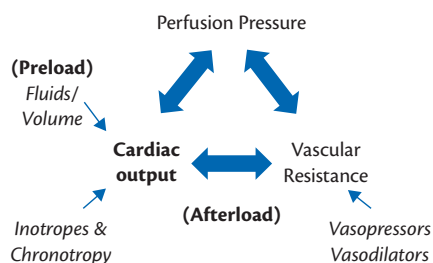 Perfusion Pressure
(Preload)
Fluids/
Volume
Cardiac
output
Vascular
Resistance
(Afterload)
Inotropes &
Chronotropy
Vasopressors
Vasodilators